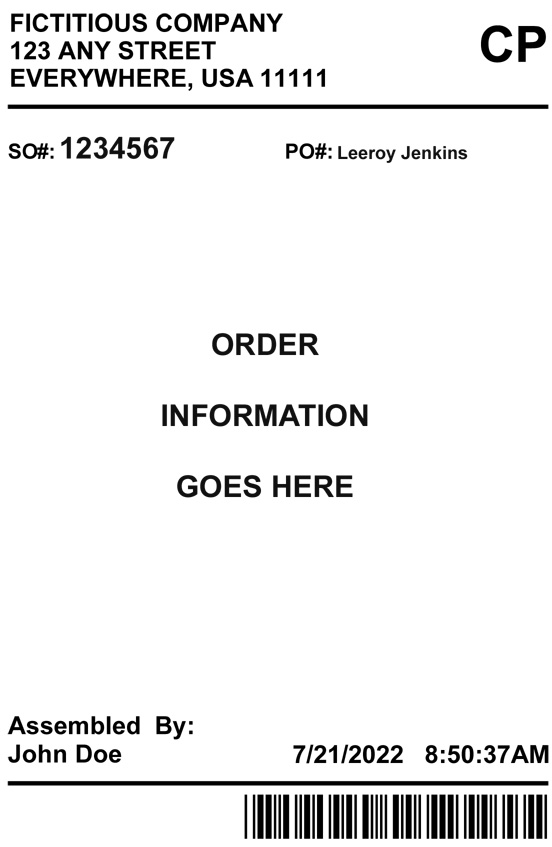 FICTITIOUS COMPANY
123 ANY STREET
EVERYWHERE, USA 11111
CP
SO#: 1234567 PO#: Leeroy Jenkins
ORDER
INFORMATION
GOES HERE
Assembled By:
John Doe 7/21/2022 8:50:37AM